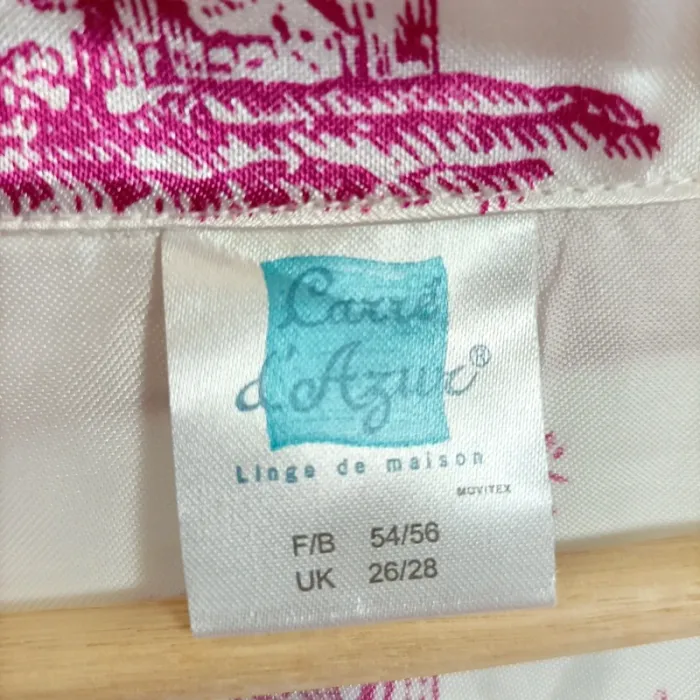 Carré
d'Azur®
Linge de maison
MOVITEX
F/B 54/56
UK 26/28